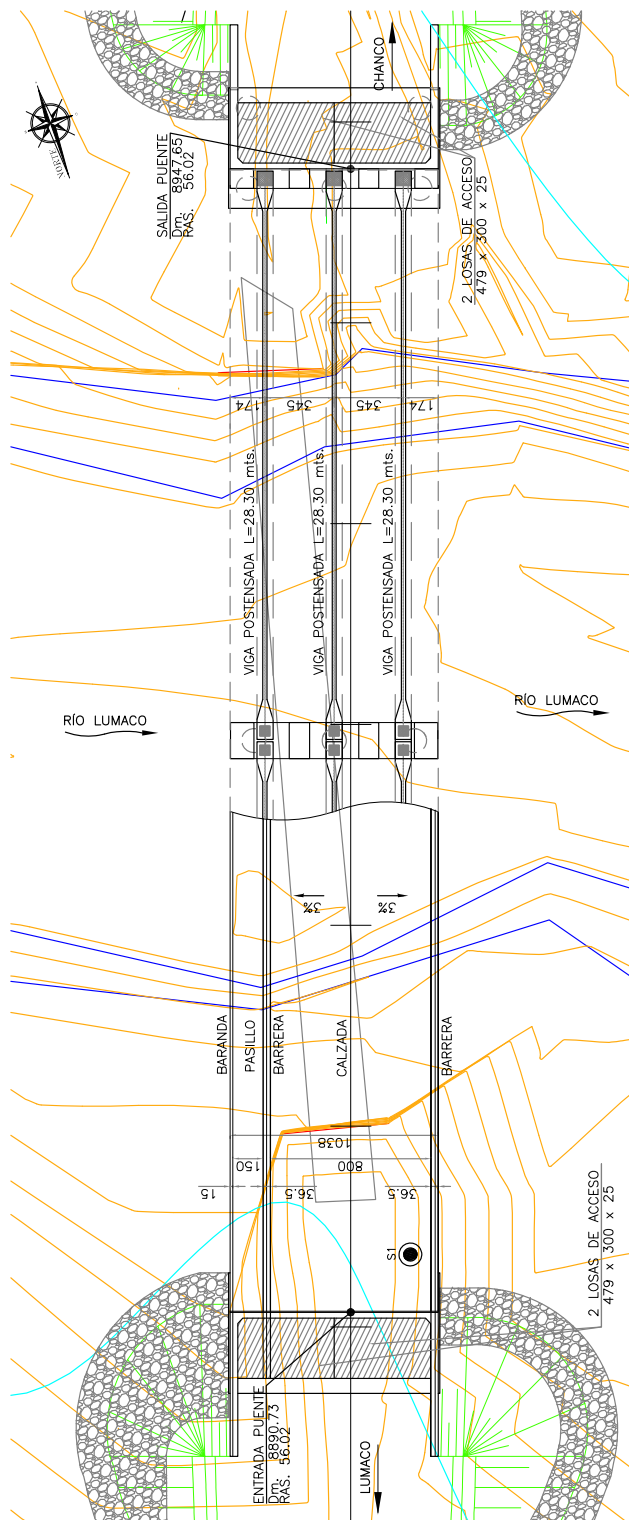 CHANCO
NORTE
SALIDA PUENTE
Dm. 8947.65
RAS. 56.02
2 LOSAS DE ACCESO
479 x 300 x 25
174
345
345
174
VIGA POSTENSADA L=28.30 mts.
VIGA POSTENSADA L=28.30 mts.
VIGA POSTENSADA L=28.30 mts.
RÍO LUMACO
RÍO LUMACO
3%
3%
BARANDA
PASILLO
BARRERA
CALZADA
BARRERA
1038
150
800
15
36.5
36.5
S1
2 LOSAS DE ACCESO
479 x 300 x 25
ENTRADA PUENTE
Dm. 8890.73
RAS. 56.02
LUMACO